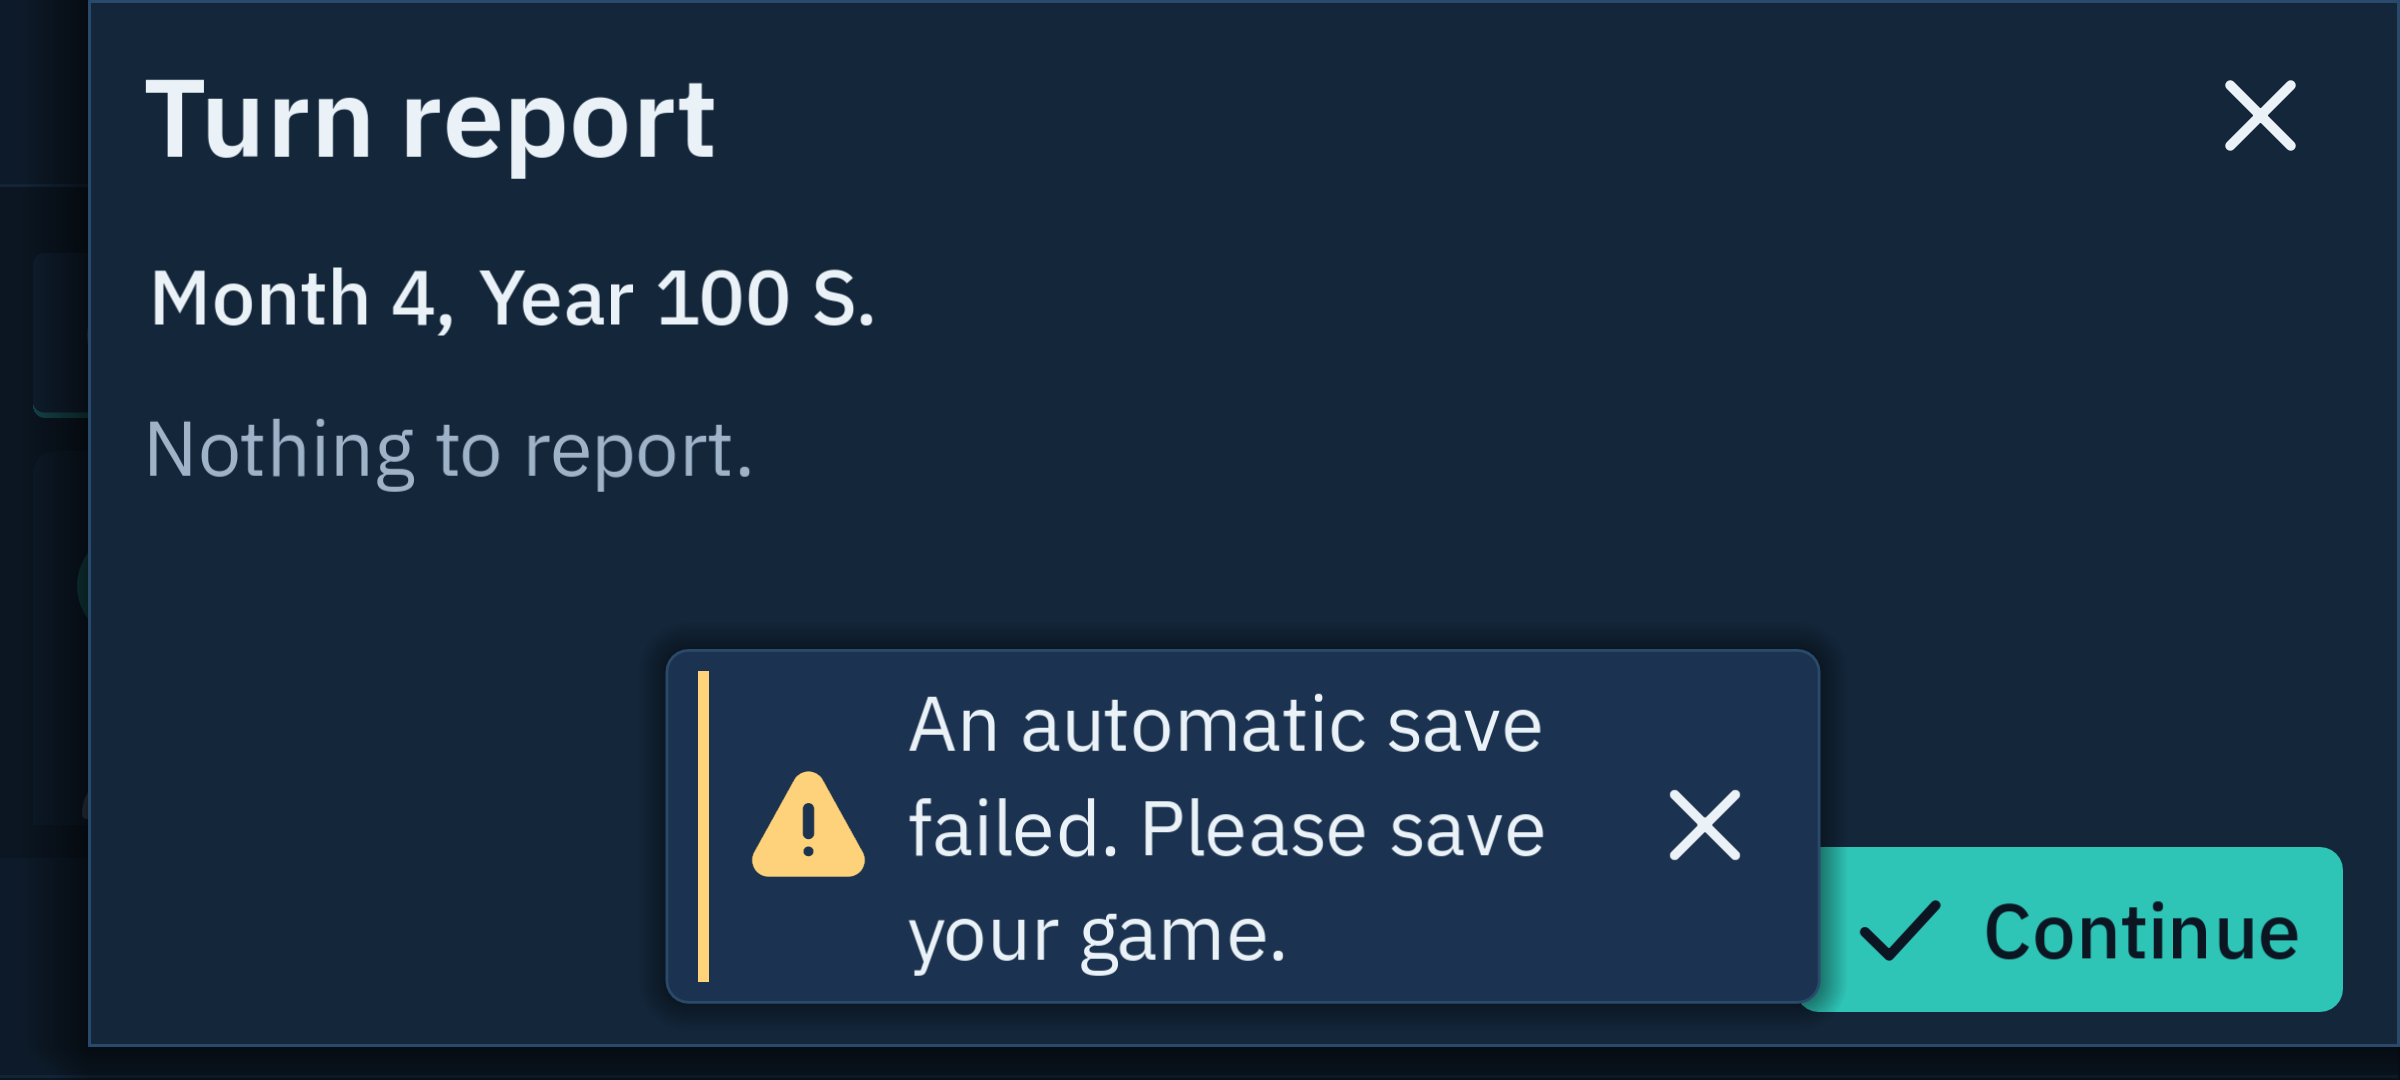 Turn report
Month 4, Year 100 S.
Nothing to report.
An automatic save
failed. Please save
your game.
Continue